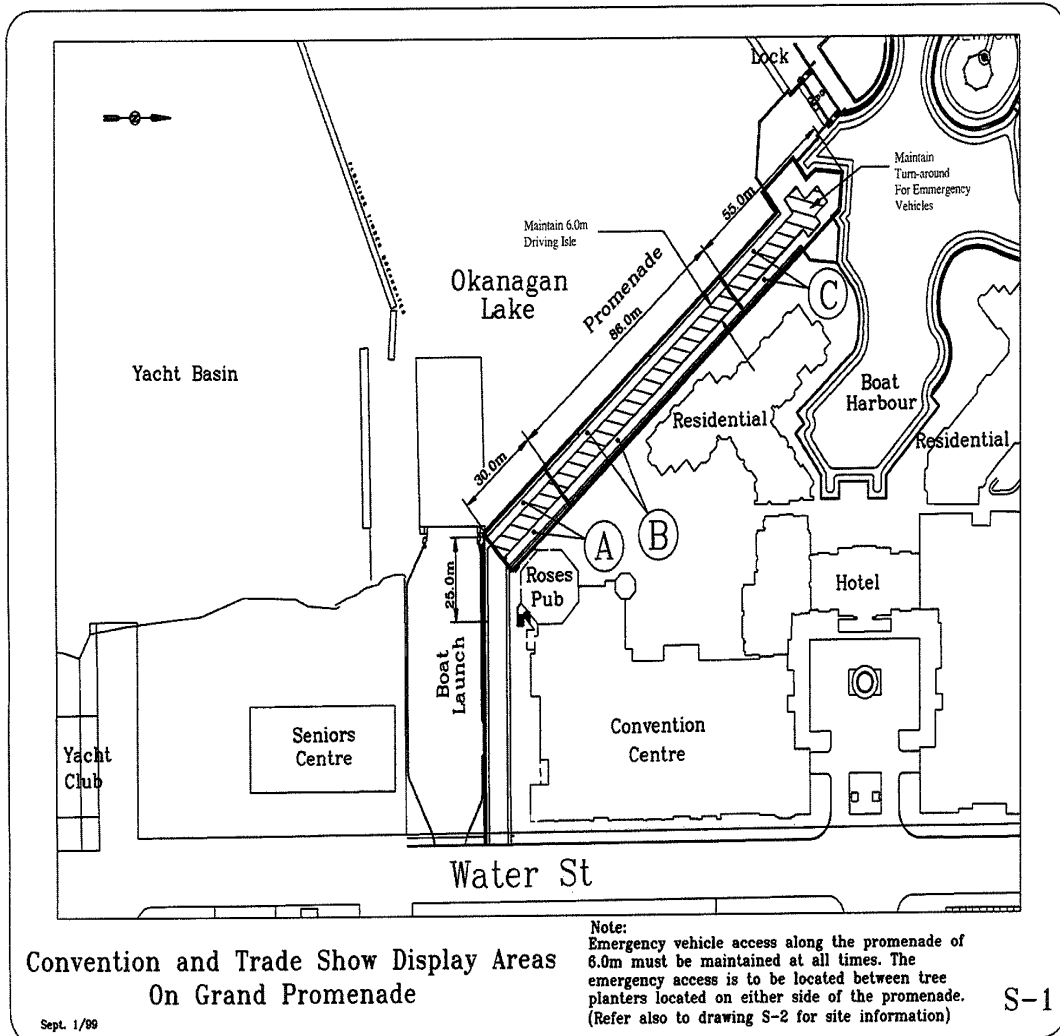 Lock
Maintain
Turn-around
For Emmergency
Vehicles
55.0m
Maintain 6.0m
Driving Isle
Promenade
86.0m
Okanagan
Lake
C
FLOATING TIMBER BREAKWATER
Yacht Basin
Boat
Harbour
Residential
Residential
30.0m
A
B
Roses
Pub
Hotel
25.0m
Boat
Launch
Seniors
Centre
Convention
Centre
Yacht
Club
Water St
Convention and Trade Show Display Areas
On Grand Promenade
Sept. 1/99
Note:
Emergency vehicle access along the promenade of
6.0m must be maintained at all times. The
emergency access is to be located between tree
planters located on either side of the promenade.
(Refer also to drawing S-2 for site information)
S-1